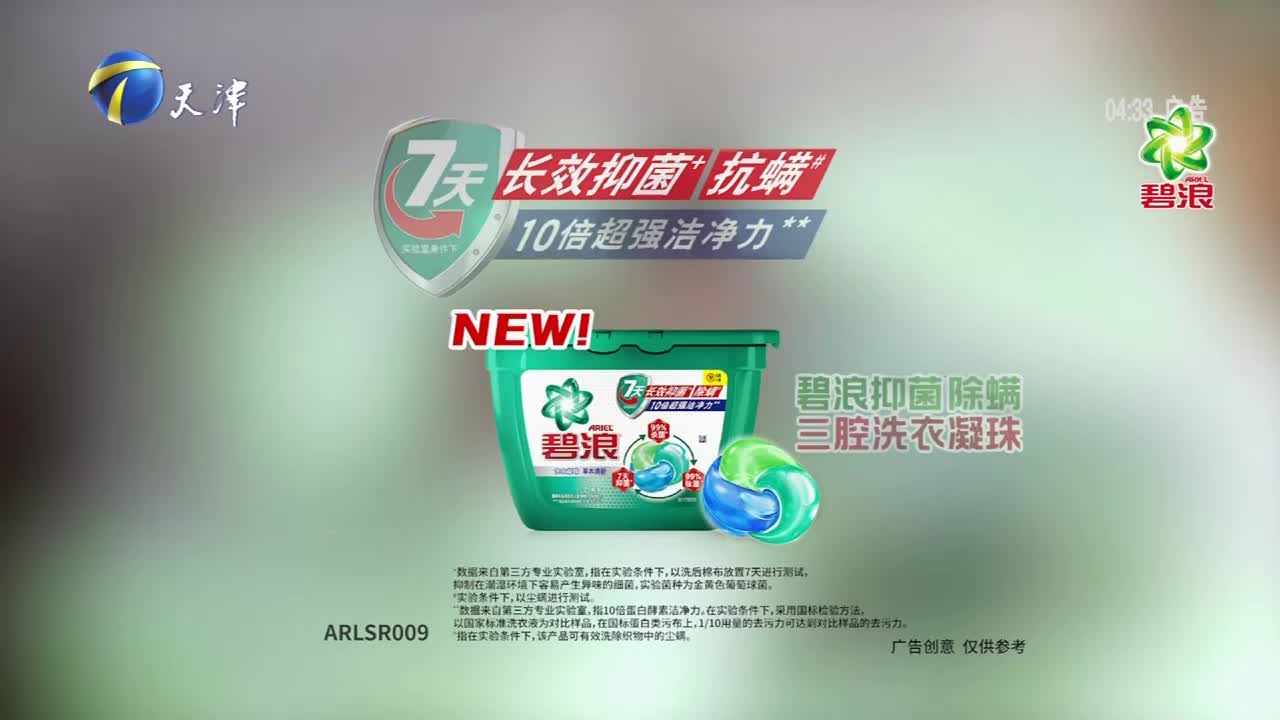 天津
04:33 广告
ARIEL
碧浪
7天
实验室条件下
长效抑菌+ 抗螨#
10倍超强洁净力**
NEW!
7天
长效抑菌+ 除螨^
10倍超强洁净力**
ARIEL
碧浪
99%
杀菌
7天
抑菌
99%
除螨
碧浪抑菌 除螨
三腔洗衣凝珠
+数据来自第三方专业实验室，指在实验条件下，以洗后棉布放置7天进行测试，
抑制在潮湿环境下容易产生异味的细菌，实验菌种为金黄色葡萄球菌。
#实验条件下，以尘螨进行测试。
**数据来自第三方专业实验室，指10倍蛋白酵素洁净力。在实验条件下，采用国标检验方法，
以国家标准洗衣液为对比样品，在国标蛋白类污布上，1/10用量的去污力可达到对比样品的去污力。
^指在实验条件下，该产品可有效洗除织物中的尘螨。
ARLSR009
广告创意 仅供参考